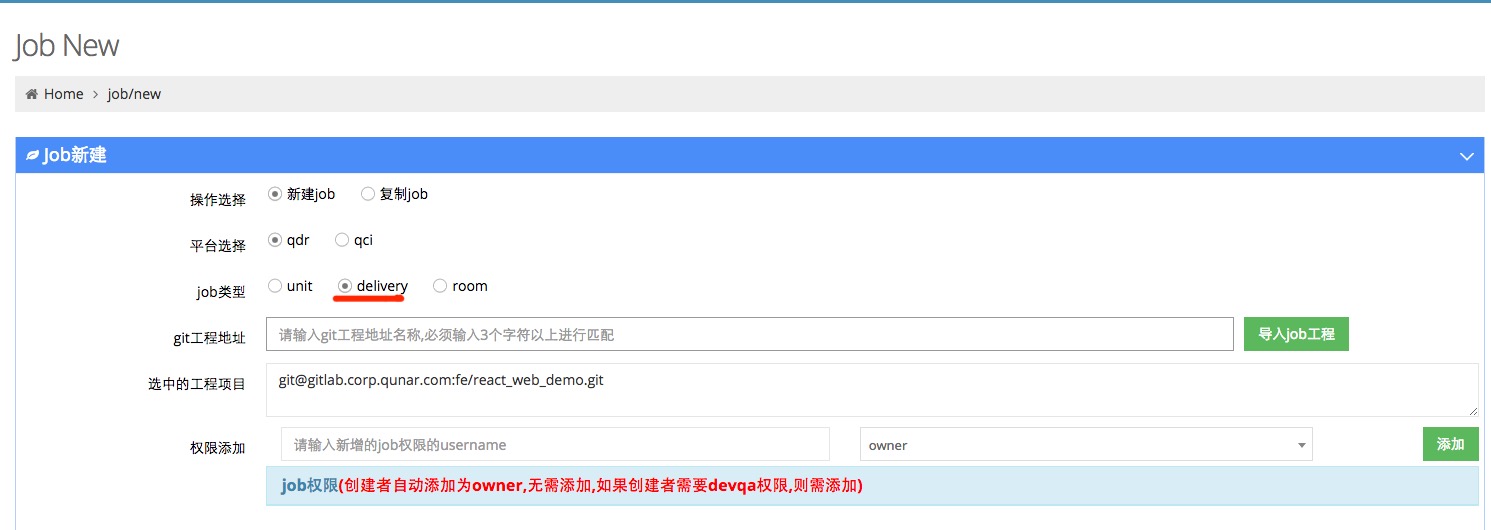 Job New
Home > job/new
Job新建
操作选择 新建job 复制job
平台选择 qdr qci
job类型 unit delivery room
git工程地址 请输入git工程地址名称,必须输入3个字符以上进行匹配 导入job工程
选中的工程项目 git@gitlab.corp.qunar.com:fe/react_web_demo.git
权限添加 请输入新增的job权限的username owner 添加
job权限(创建者自动添加为owner,无需添加,如果创建者需要devqa权限,则需添加)